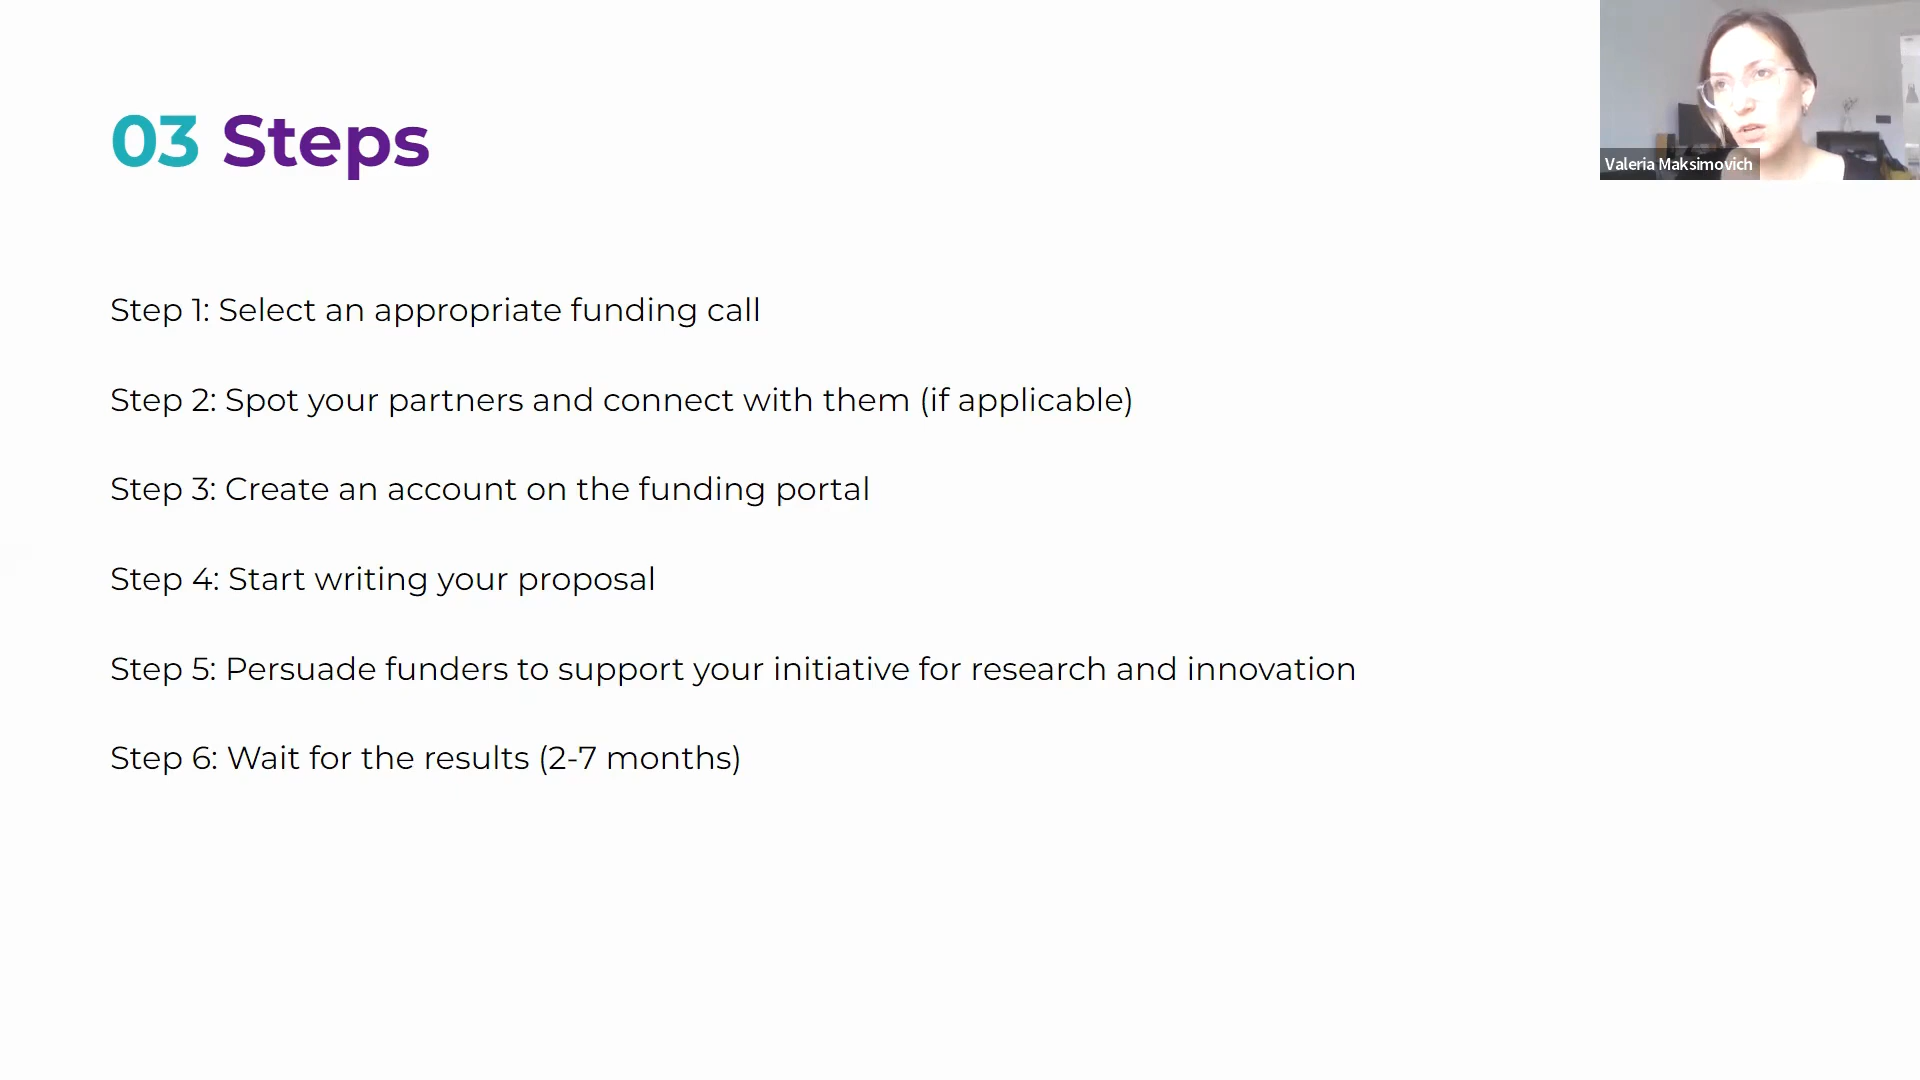 03 Steps
Valeria Maksimovich
Step 1: Select an appropriate funding call
Step 2: Spot your partners and connect with them (if applicable)
Step 3: Create an account on the funding portal
Step 4: Start writing your proposal
Step 5: Persuade funders to support your initiative for research and innovation
Step 6: Wait for the results (2-7 months)